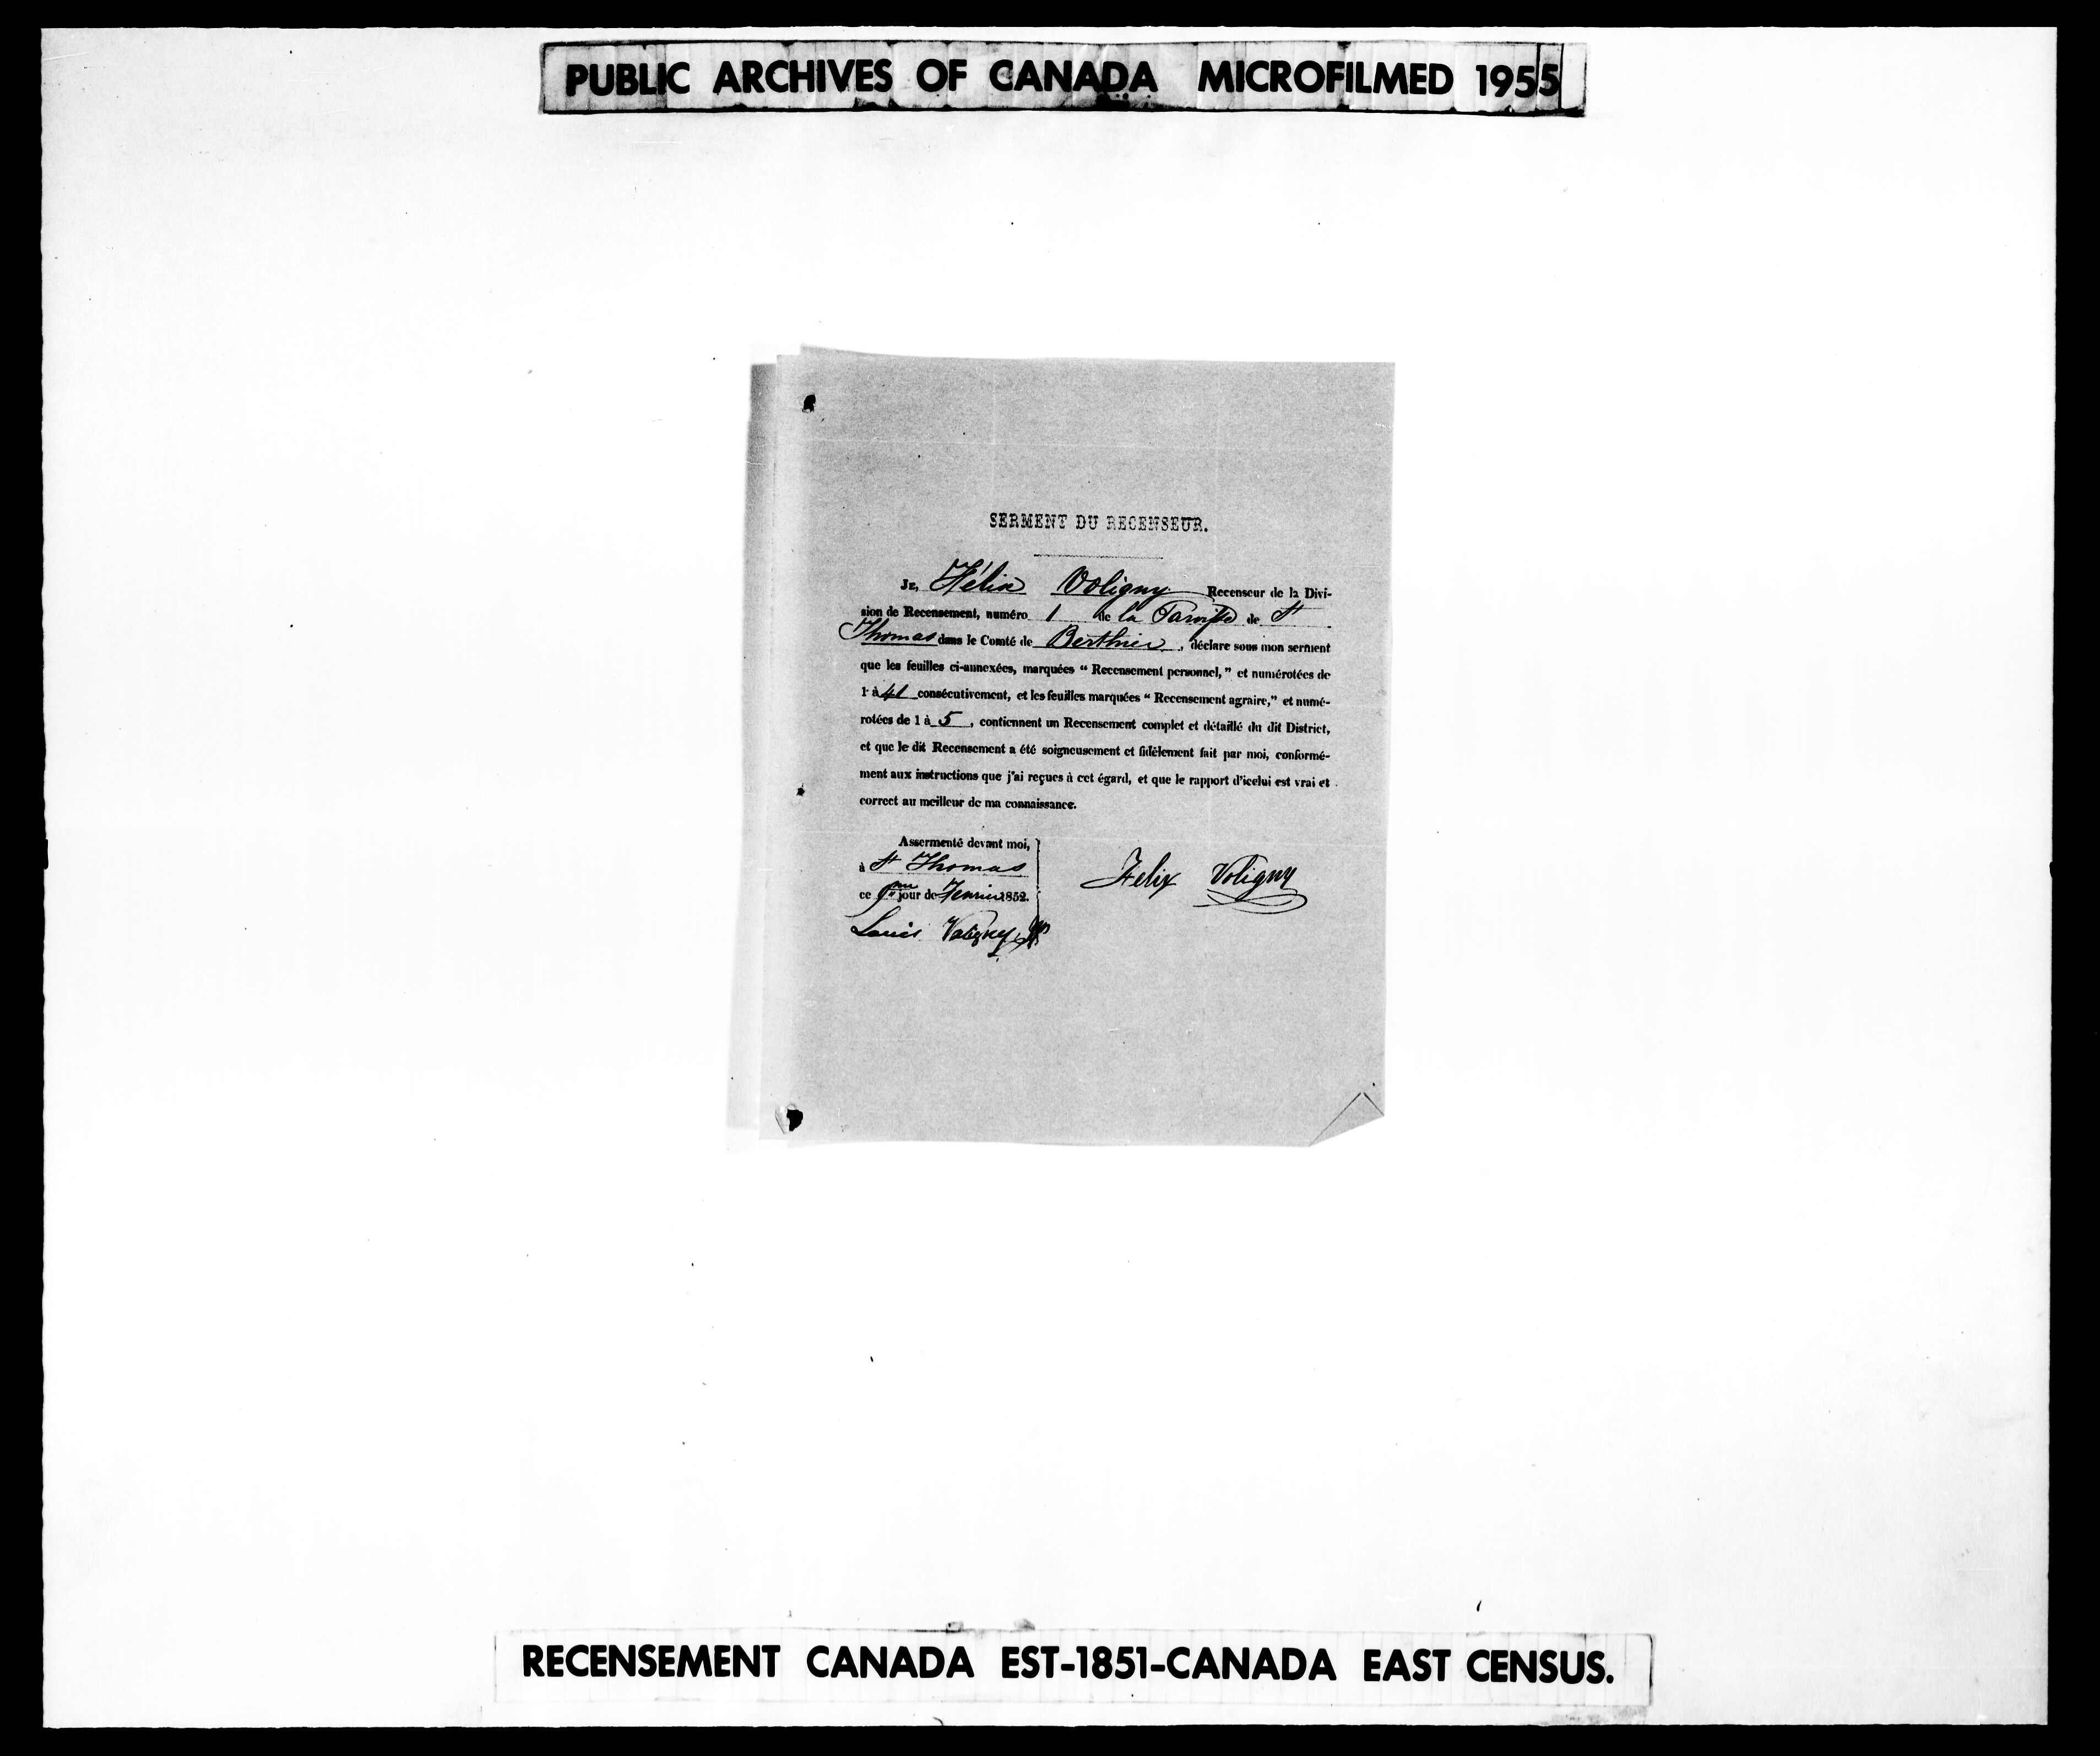 PUBLIC ARCHIVES OF CANADA MICROFILMED 1955
SERMENT DU RECENSEUR.
JE, Félix Voligny Recenseur de la Divi-
sion de Recensement, numéro 1 de la Paroisse de St
Thomas dans le Comté de Berthier, déclare sous mon serment
que les feuilles ci-annexées, marquées “ Recensement personnel,” et numérotées de
1 à 41 consécutivement, et les feuilles marquées “ Recensement agraire,” et numé-
rotées de 1 à 5, contiennent un Recensement complet et détaillé du dit District,
et que le dit Recensement a été soigneusement et fidèlement fait par moi, conformé-
ment aux instructions que j'ai reçues à cet égard, et que le rapport d'icelui est vrai et
correct au meilleur de ma connaissance.
Assermenté devant moi,
à St Thomas
ce jour de Fevrier 1852.
Felix Voligny
Louis Voligny
RECENSEMENT CANADA EST-1851-CANADA EAST CENSUS.